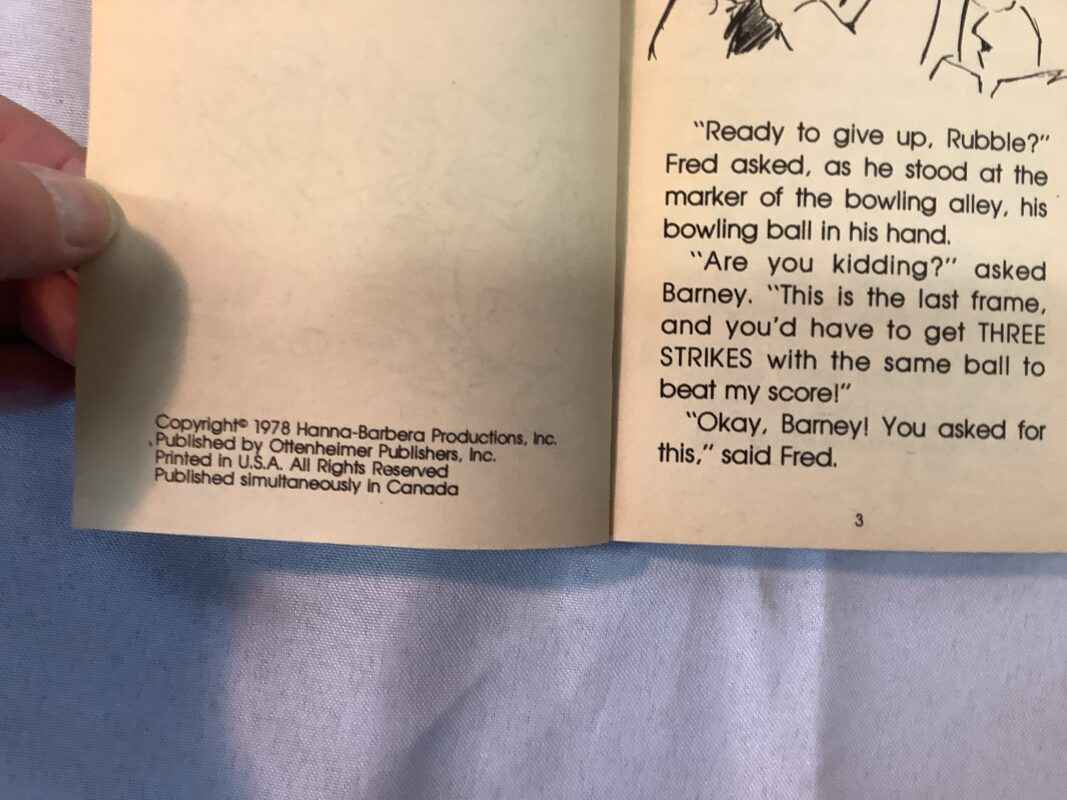 Copyright© 1978 Hanna-Barbera Productions, Inc.
Published by Ottenheimer Publishers, Inc.
Printed in U.S.A. All Rights Reserved
Published simultaneously in Canada
"Ready to give up, Rubble?"
Fred asked, as he stood at the
marker of the bowling alley, his
bowling ball in his hand.
"Are you kidding?" asked
Barney. "This is the last frame,
and you'd have to get THREE
STRIKES with the same ball to
beat my score!"
"Okay, Barney! You asked for
this," said Fred.
3